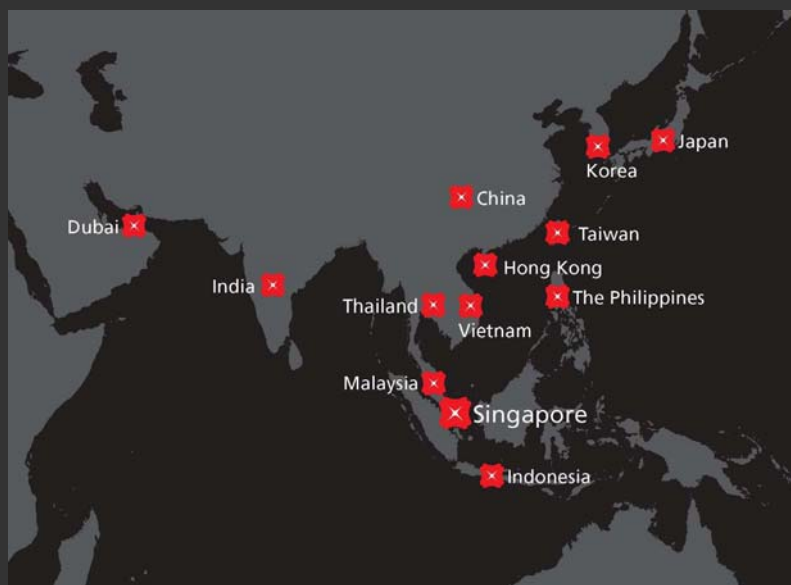 Japan
Korea
China
Dubai
Taiwan
Hong Kong
India
The Philippines
Thailand
Vietnam
Malaysia
Singapore
Indonesia